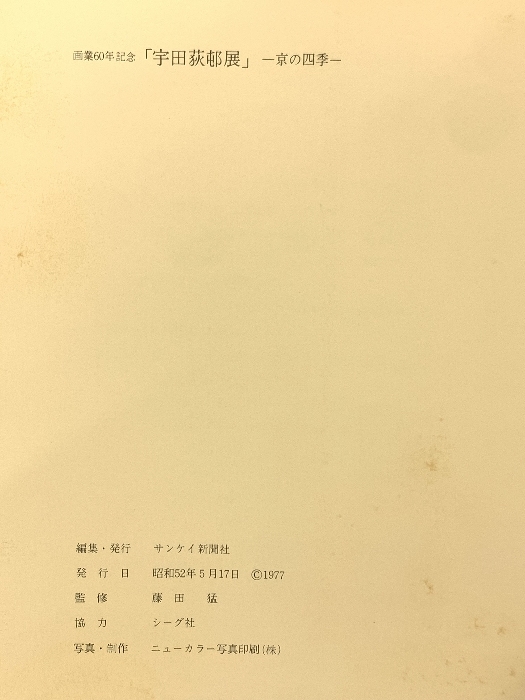 画業60年記念「宇田荻邨展」―京の四季―
編集・発行 サンケイ新聞社
発行日 昭和52年5月17日 ©1977
監修 藤田 猛
協力 シーグ社
写真・制作 ニューカラー写真印刷(株)